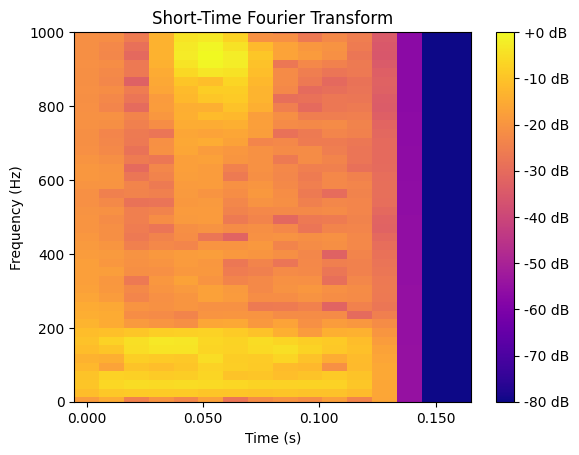 Short-Time Fourier Transform
1000
800
600
400
200
0
Frequency (Hz)
0.000
0.050
0.100
0.150
Time (s)
+0 dB
-10 dB
-20 dB
-30 dB
-40 dB
-50 dB
-60 dB
-70 dB
-80 dB